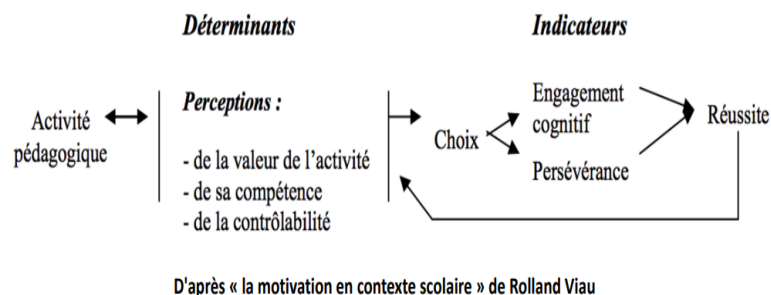 Déterminants
Indicateurs
Activité
pédagogique
Perceptions :
- de la valeur de l'activité
- de sa compétence
- de la contrôlabilité
Choix
Engagement
cognitif
Persévérance
Réussite
D'après « la motivation en contexte scolaire » de Rolland Viau